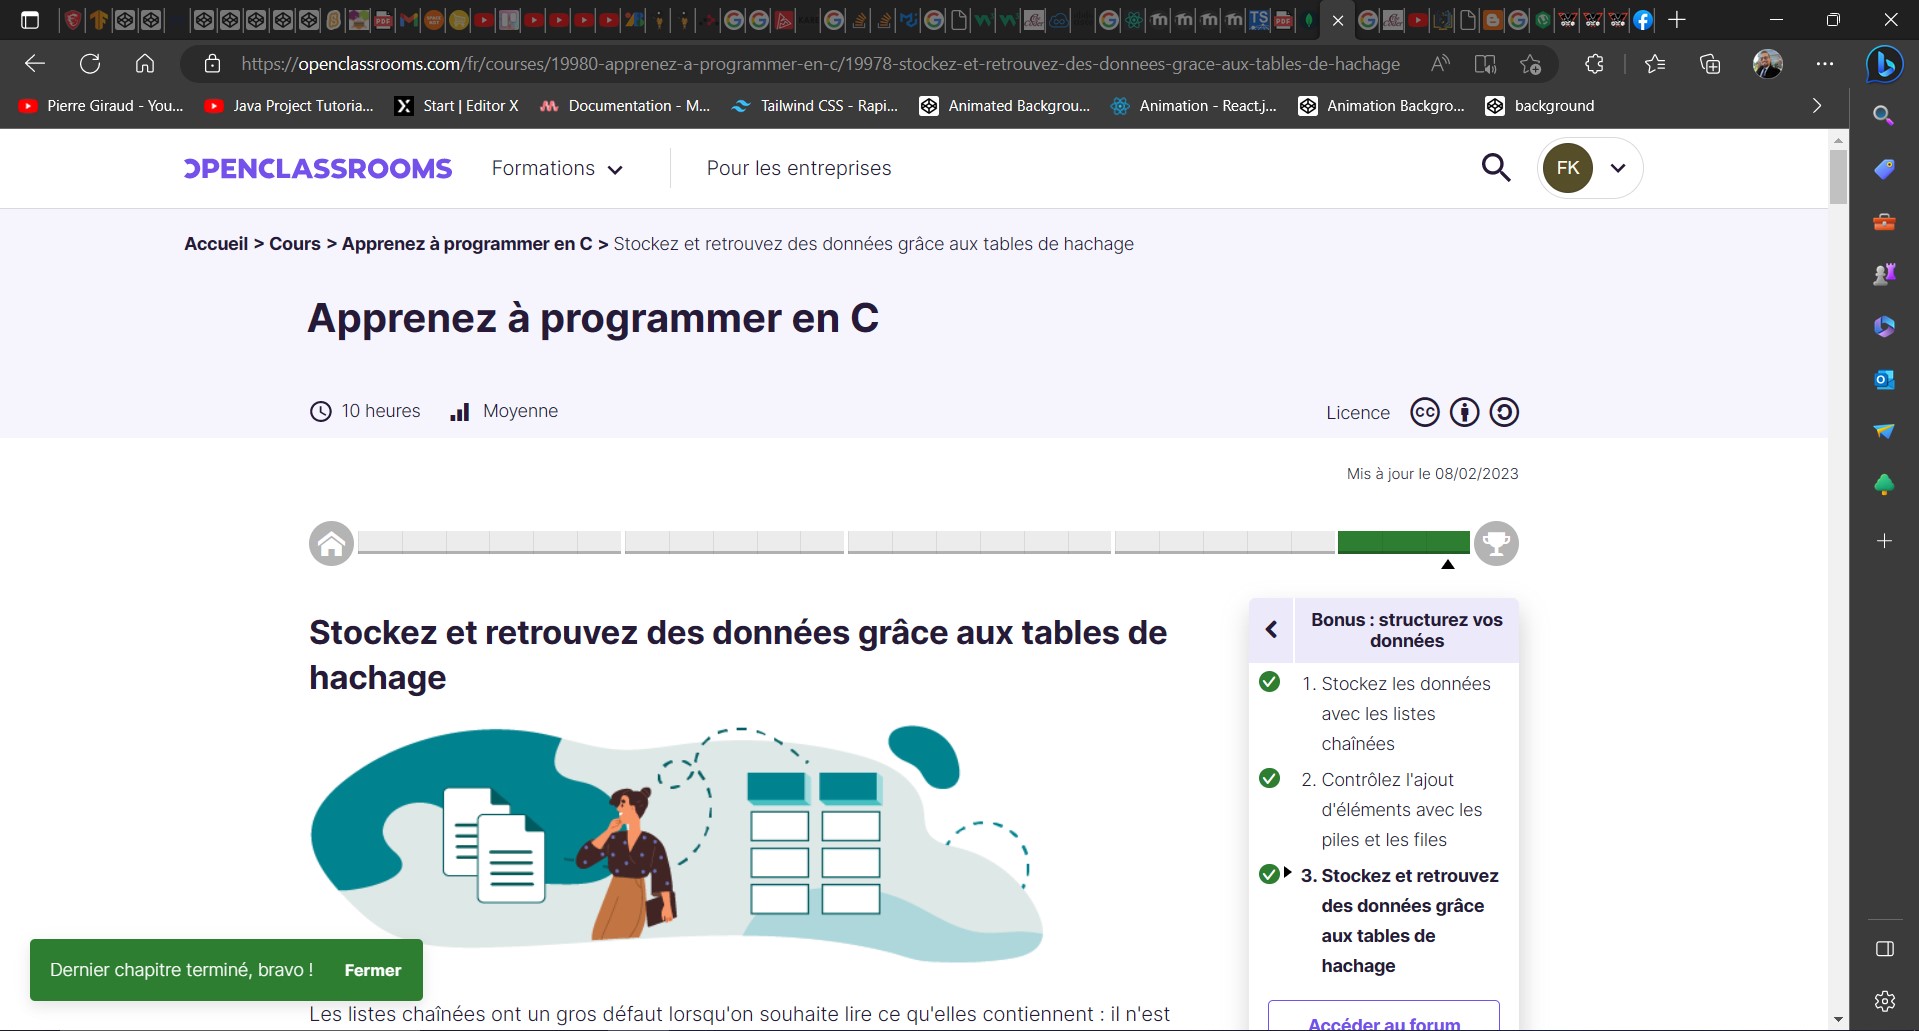 https://openclassrooms.com/fr/courses/19980-apprenez-a-programmer-en-c/19978-stockez-et-retrouvez-des-donnees-grace-aux-tables-de-hachage
Pierre Giraud - You...
Java Project Tutoria...
Start | Editor X
Documentation - M...
Tailwind CSS - Rapi...
Animated Backgrou...
Animation - React.j...
Animation Backgro...
background
OPENCLASSROOMS
Formations
Pour les entreprises
FK
Accueil > Cours > Apprenez à programmer en C > Stockez et retrouvez des données grâce aux tables de hachage
Apprenez à programmer en C
10 heures
Moyenne
Licence
Mis à jour le 08/02/2023
Stockez et retrouvez des données grâce aux tables de
hachage
Bonus : structurez vos
données
1. Stockez les données
avec les listes
chaînées
2. Contrôlez l'ajout
d'éléments avec les
piles et les files
3. Stockez et retrouvez
des données grâce
aux tables de
hachage
Accéder au forum
Dernier chapitre terminé, bravo !
Fermer
Les listes chaînées ont un gros défaut lorsqu'on souhaite lire ce qu'elles contiennent : il n'est